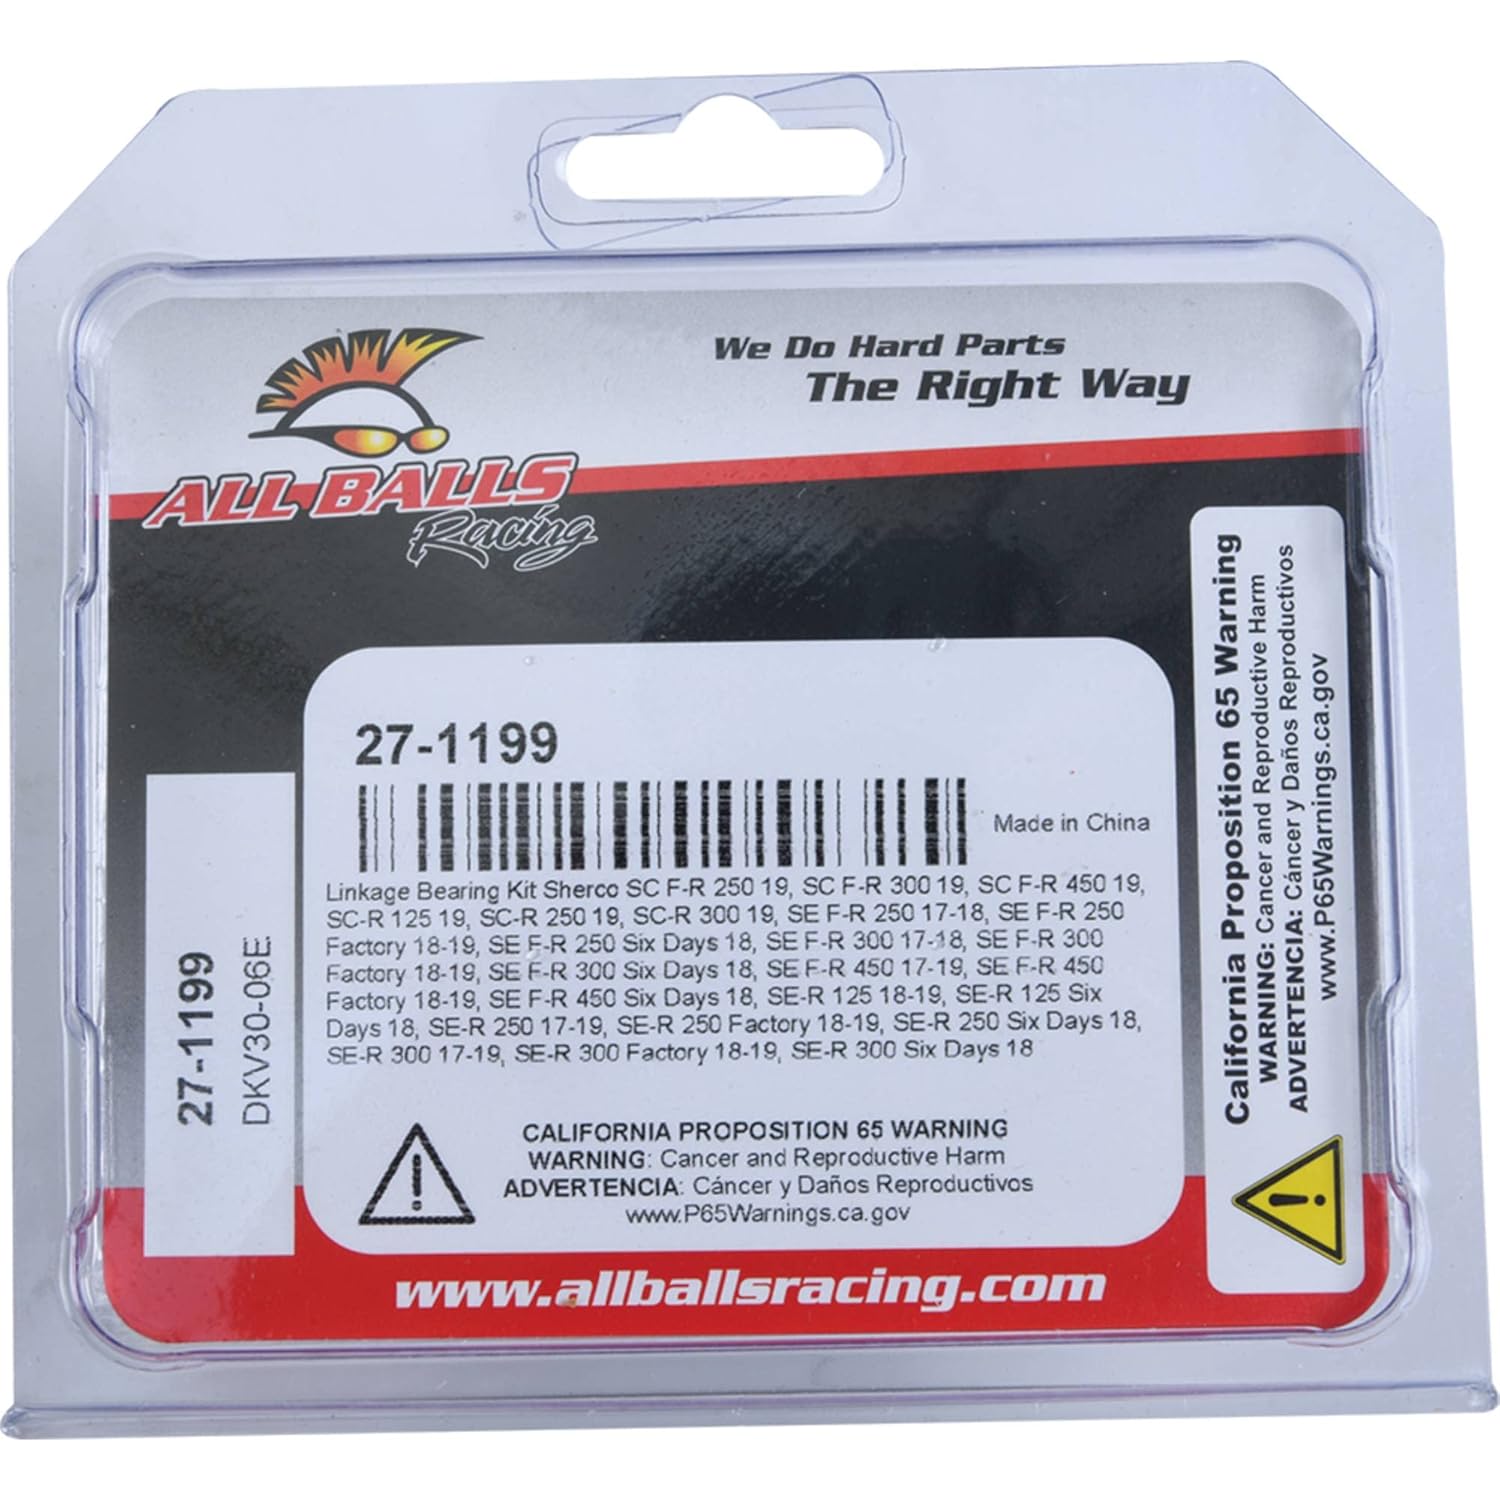 We Do Hard Parts
The Right Way
ALL BALLS
Racing
27-1199
Made in China
Linkage Bearing Kit Sherco SC F-R 250 19, SC F-R 300 19, SC F-R 450 19,
SC-R 125 19, SC-R 250 19, SC-R 300 19, SE F-R 250 17-18, SE F-R 250
Factory 18-19, SE F-R 250 Six Days 18, SE F-R 300 17-18, SE F-R 300
Factory 18-19, SE F-R 300 Six Days 18, SE F-R 450 17-19, SE F-R 450
Factory 18-19, SE F-R 450 Six Days 18, SE-R 125 18-19, SE-R 125 Six
Days 18, SE-R 250 17-19, SE-R 250 Factory 18-19, SE-R 250 Six Days 18,
SE-R 300 17-19, SE-R 300 Factory 18-19, SE-R 300 Six Days 18
CALIFORNIA PROPOSITION 65 WARNING
WARNING: Cancer and Reproductive Harm
ADVERTENCIA: Cáncer y Daños Reproductivos
www.P65Warnings.ca.gov
27-1199
DKV30-06E
California Proposition 65 Warning
WARNING: Cancer and Reproductive Harm
ADVERTENCIA: Cáncer y Daños Reproductivos
www.P65Warnings.ca.gov
www.allballsracing.com